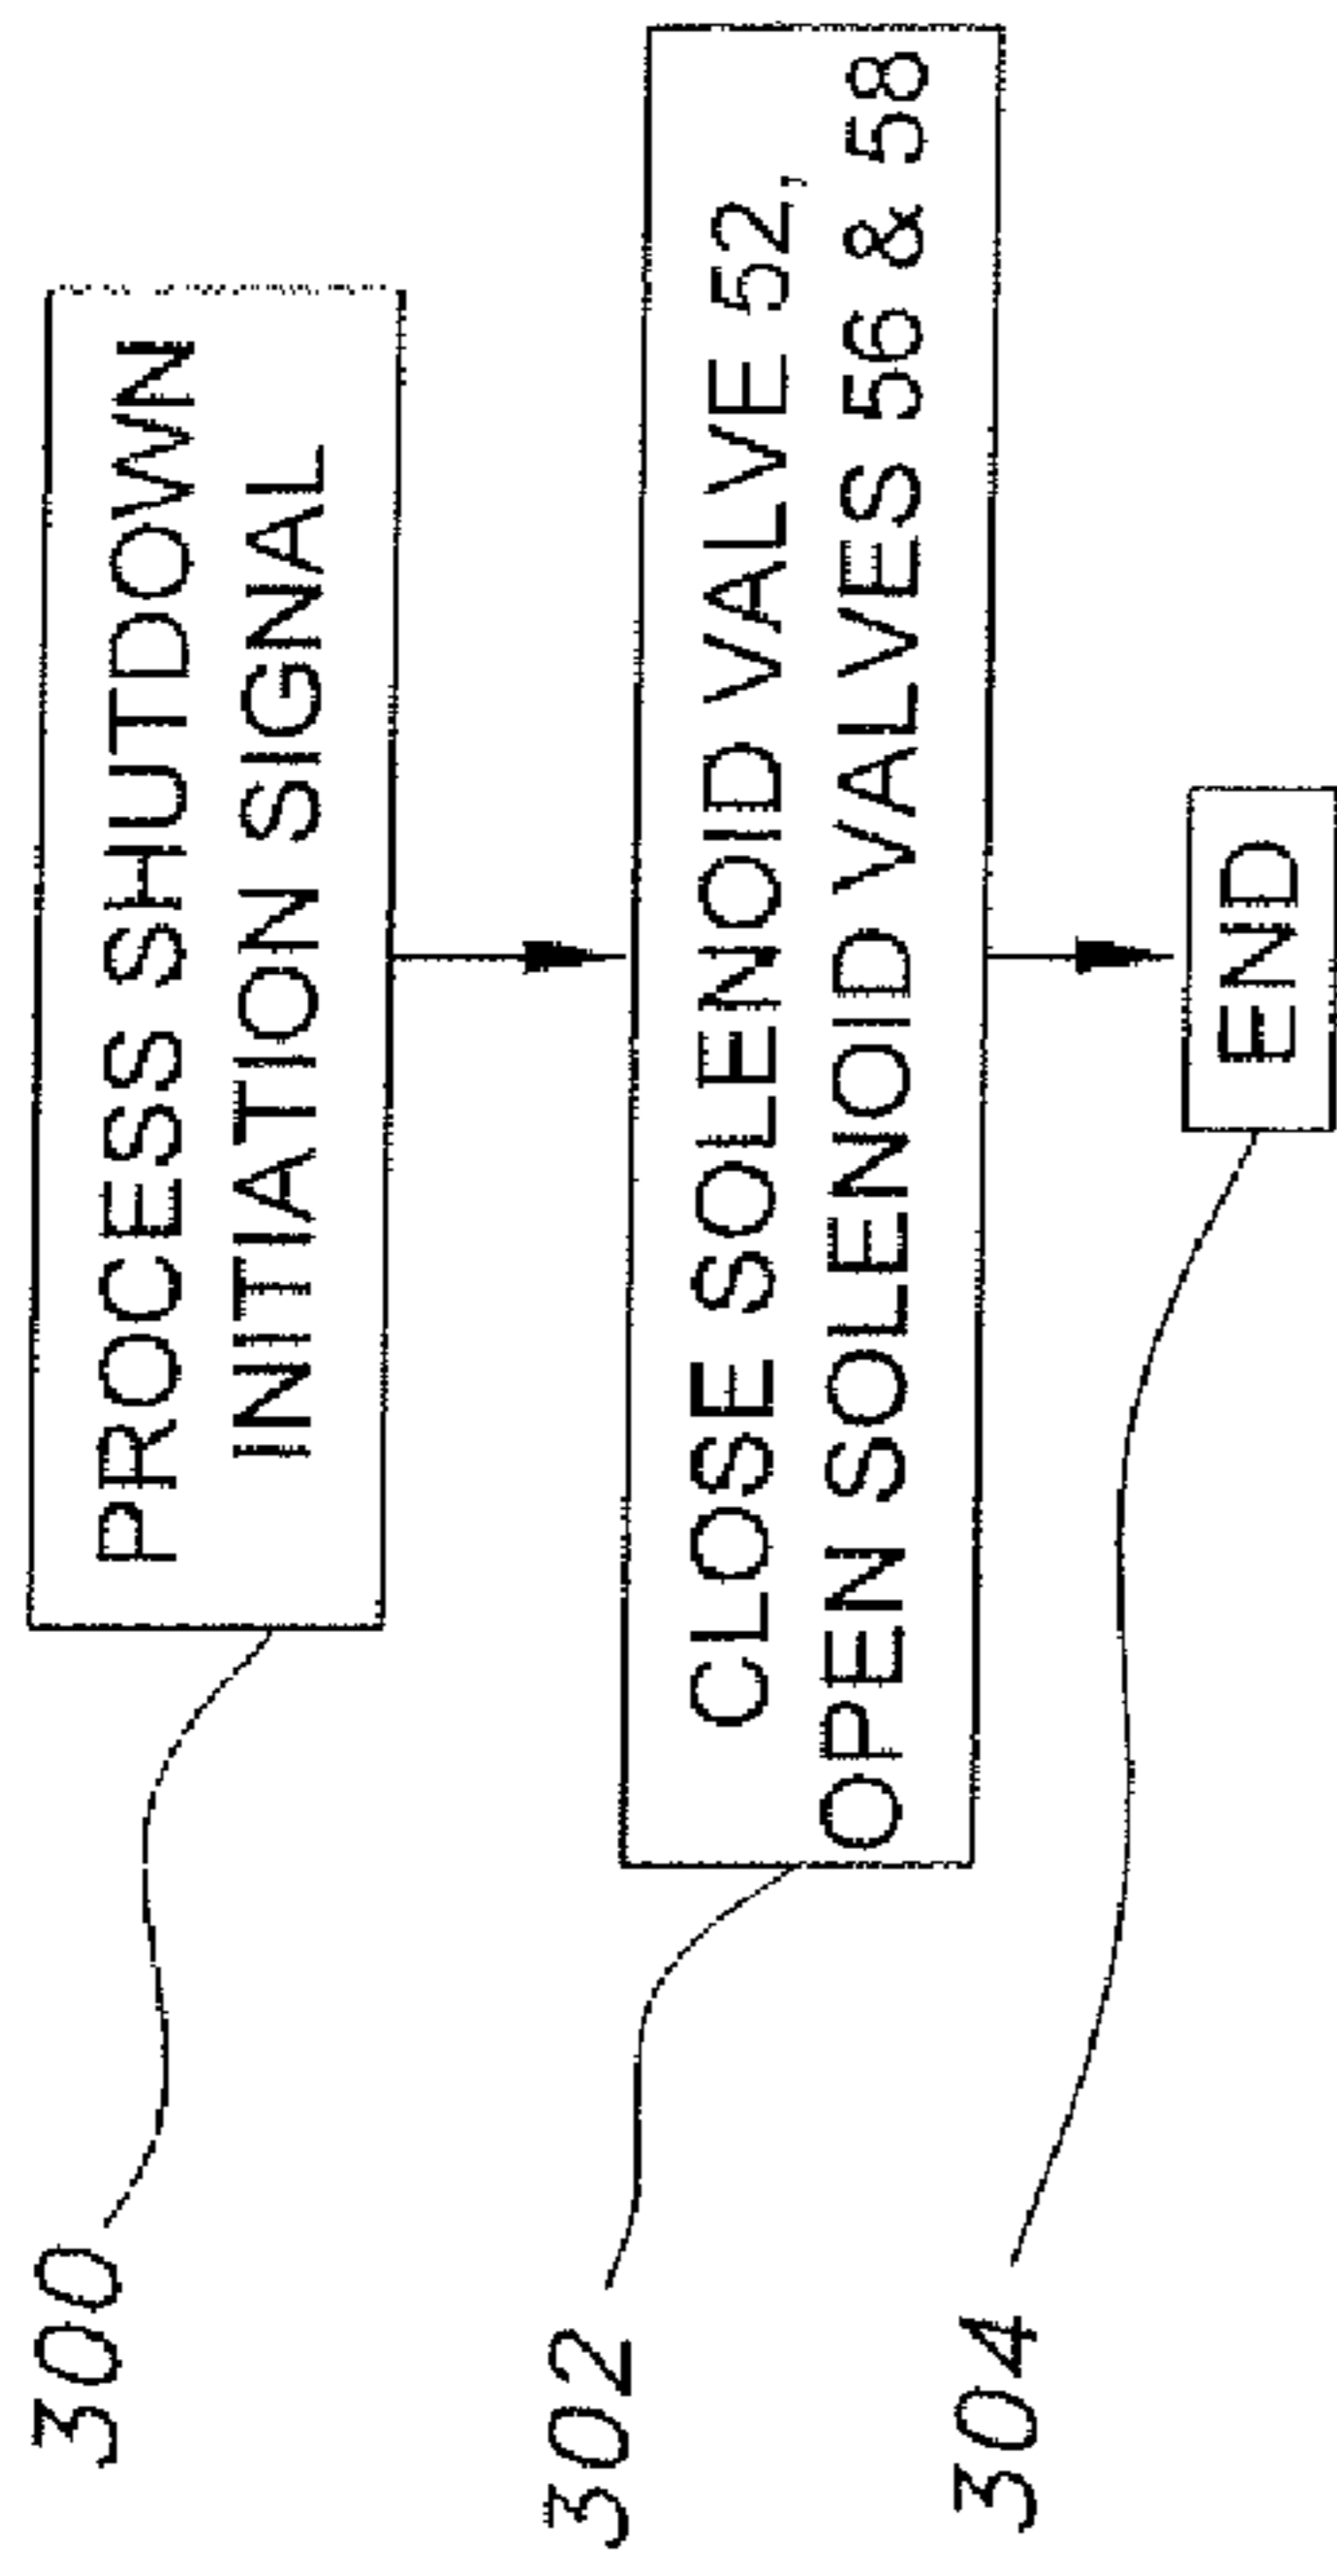 300
PROCESS SHUTDOWN
INITIATION SIGNAL
302
CLOSE SOLENOID VALVE 52,
OPEN SOLENOID VALVES 56 & 58
304
END